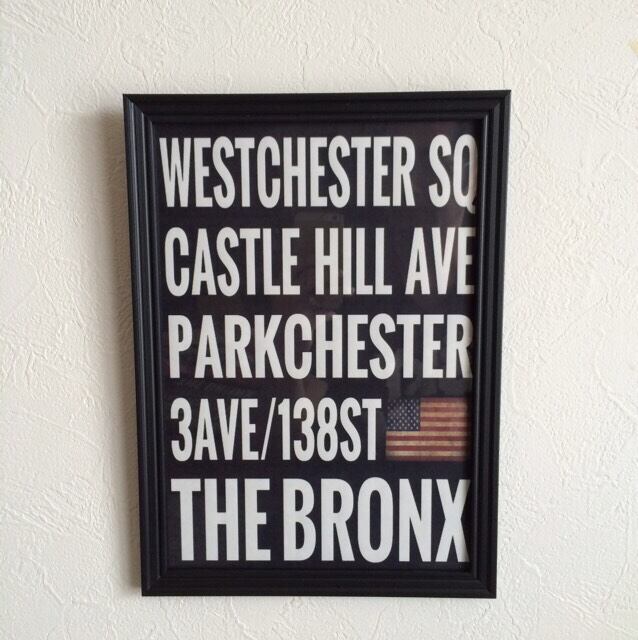 WESTCHESTER SQ
CASTLE HILL AVE
PARKCHESTER
3AVE/138ST
THE BRONX